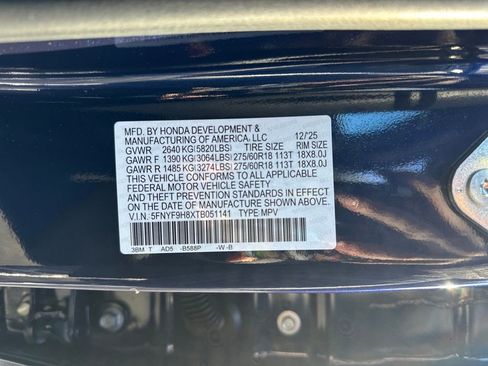 MFD. BY HONDA DEVELOPMENT &
MANUFACTURING OF AMERICA, LLC 12/25
GVWR 2640 KG(5820LBS) TIRE SIZE RIM SIZE
GAWR F 1390 KG(3064LBS) 275/60R18 113T 18X8.0J
GAWR R 1485 KG(3274LBS) 275/60R18 113T 18X8.0J
THIS VEHICLE CONFORMS TO ALL APPLICABLE
FEDERAL MOTOR VEHICLE SAFETY
AND THEFT PREVENTION STANDARDS IN EFFECT
ON THE DATE OF MANUFACTURE SHOWN ABOVE.
V.I.N. 5FNYF9H8XTB051141 TYPE MPV
3BM T AD5 -B588P -W-B